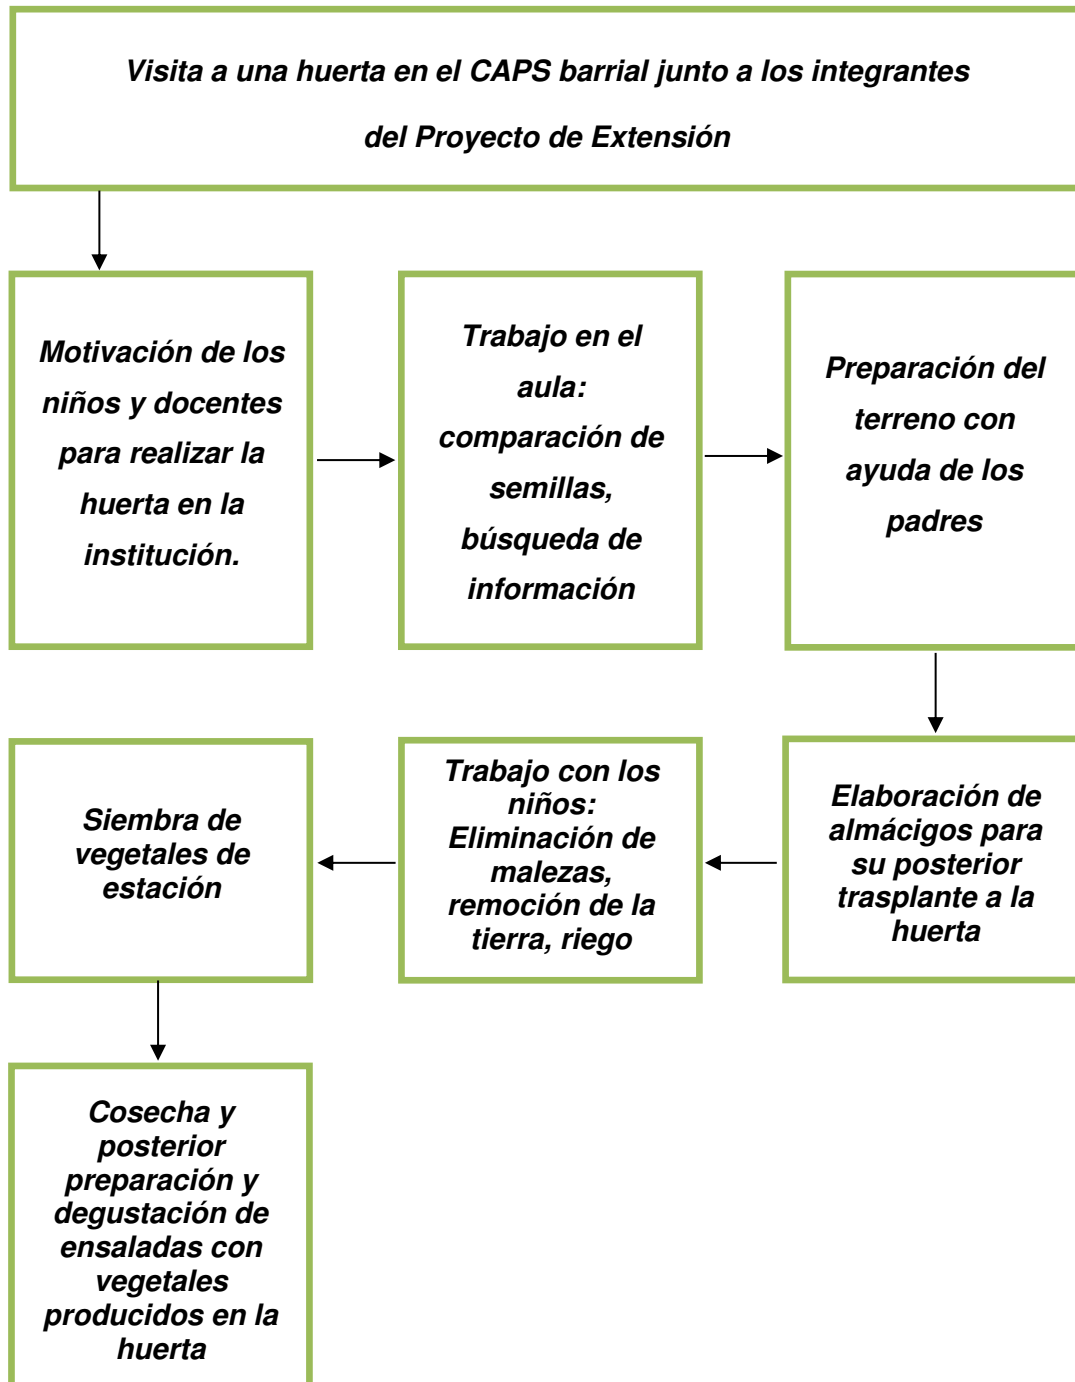 Visita a una huerta en el CAPS barrial junto a los integrantes
del Proyecto de Extensión
Motivación de los
niños y docentes
para realizar la
huerta en la
institución.
Trabajo en el
aula:
comparación de
semillas,
búsqueda de
información
Preparación del
terreno con
ayuda de los
padres
Elaboración de
almácigos para
su posterior
trasplante a la
huerta
Trabajo con los
niños:
Eliminación de
malezas,
remoción de la
tierra, riego
Siembra de
vegetales de
estación
Cosecha y
posterior
preparación y
degustación de
ensaladas con
vegetales
producidos en la
huerta